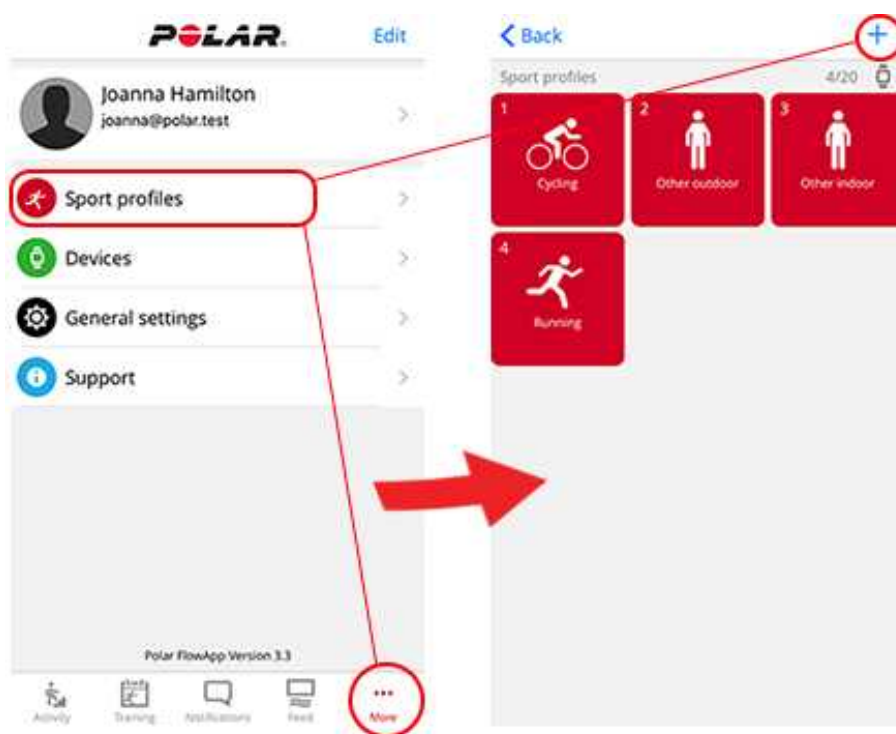 POLAR.
Edit
Joanna Hamilton
joanna@polar.test
Sport profiles
Devices
General settings
Support
Polar FlowApp Version 3.3
Activity
Training
Notifications
Feed
More
Back
Sport profiles
4/20
1
Cycling
2
Other outdoor
3
Other indoor
4
Running